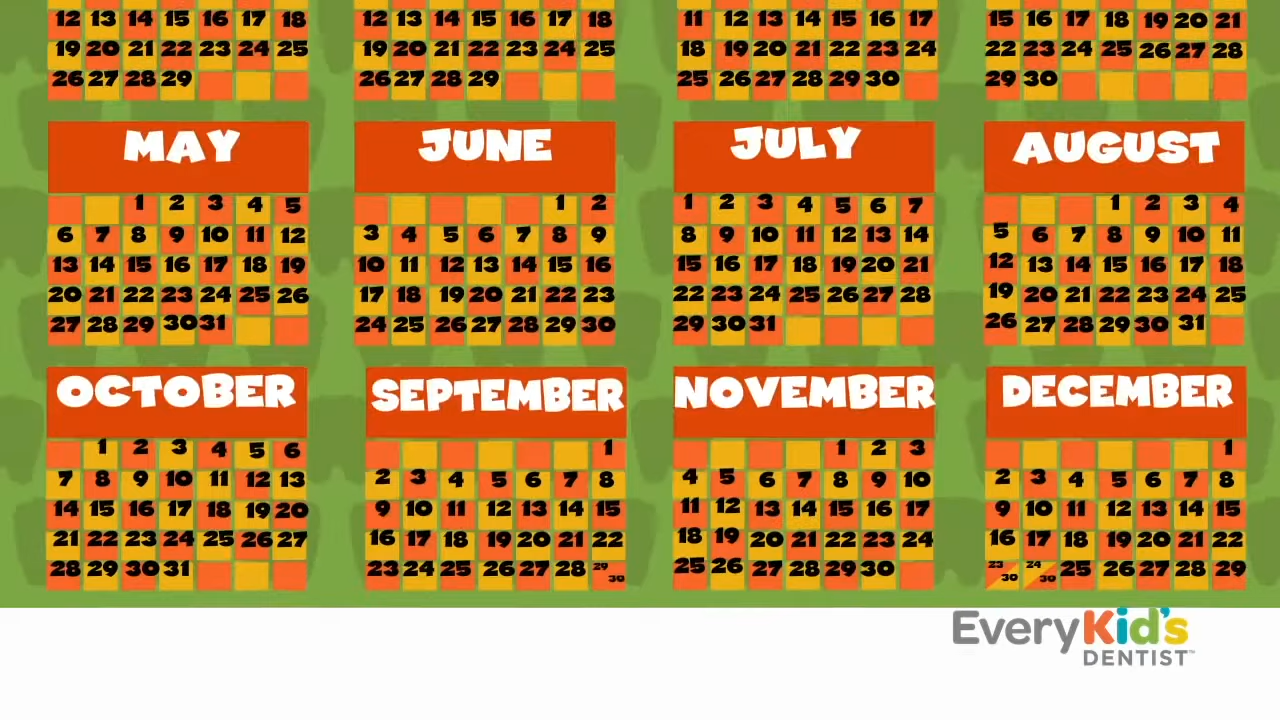 12 13 14 15 16 17 18
19 20 21 22 23 24 25
26 27 28 29
12 13 14 15 16 17 18
19 20 21 22 23 24 25
26 27 28 29
11 12 13 14 15 16 17
18 19 20 21 22 23 24
25 26 27 28 29 30
15 16 17 18 19 20 21
22 23 24 25 26 27 28
29 30
MAY
1 2 3 4 5
6 7 8 9 10 11 12
13 14 15 16 17 18 19
20 21 22 23 24 25 26
27 28 29 30 31
JUNE
1 2
3 4 5 6 7 8 9
10 11 12 13 14 15 16
17 18 19 20 21 22 23
24 25 26 27 28 29 30
JULY
1 2 3 4 5 6 7
8 9 10 11 12 13 14
15 16 17 18 19 20 21
22 23 24 25 26 27 28
29 30 31
AUGUST
1 2 3 4
5 6 7 8 9 10 11
12 13 14 15 16 17 18
19 20 21 22 23 24 25
26 27 28 29 30 31
OCTOBER
1 2 3 4 5 6
7 8 9 10 11 12 13
14 15 16 17 18 19 20
21 22 23 24 25 26 27
28 29 30 31
SEPTEMBER
1
2 3 4 5 6 7 8
9 10 11 12 13 14 15
16 17 18 19 20 21 22
23 24 25 26 27 28 29 30
NOVEMBER
1 2 3
4 5 6 7 8 9 10
11 12 13 14 15 16 17
18 19 20 21 22 23 24
25 26 27 28 29 30
DECEMBER
1
2 3 4 5 6 7 8
9 10 11 12 13 14 15
16 17 18 19 20 21 22
23 30 24 30 25 26 27 28 29
EveryKid's
DENTIST™